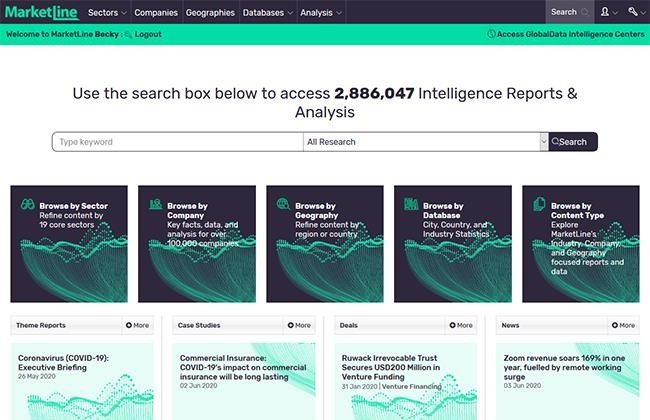 MarketLine
Sectors Companies Geographies Databases Analysis Search
Welcome to MarketLine Becky : Logout
Access GlobalData Intelligence Centers
Use the search box below to access 2,886,047 Intelligence Reports &
Analysis
Type keyword All Research Search
Browse by Sector
Refine content by
19 core sectors
Browse by
Company
Key facts, data, and
analysis for over
100,000 companies
Browse by
Geography
Refine content by
region or country
Browse by
Database
City, Country, and
Industry Statistics
Browse by
Content Type
Explore
MarketLine's
Industry, Company,
and Geography
focused reports and
data
Theme Reports More
Coronavirus (COVID-19):
Executive Briefing
26 May 2020
Case Studies More
Commercial Insurance:
COVID-19's impact on commercial
insurance will be long lasting
02 Jun 2020
Deals More
Ruwack Irrevocable Trust
Secures USD200 Million in
Venture Funding
31 Jan 2020 | Venture Financing
News More
Zoom revenue soars 169% in one
year, fuelled by remote working
surge
03 Jun 2020